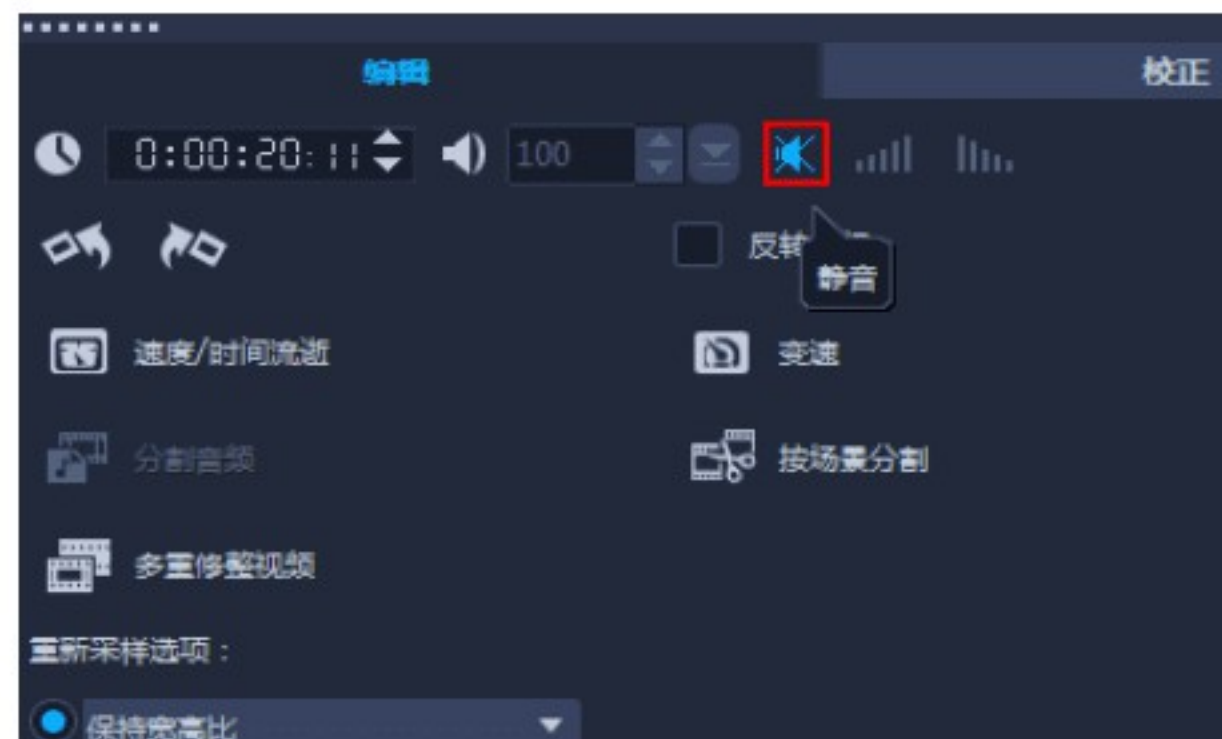 编辑 校正
0:00:20:11 100
反转
静音
速度/时间流逝 变速
分割音频 按场景分割
多重修整视频
重新采样选项：
保持宽高比